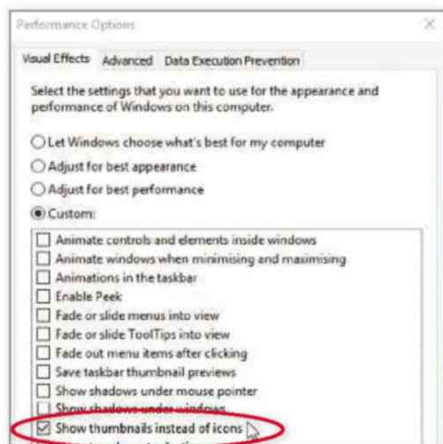 Performance Options
Visual Effects Advanced Data Execution Prevention
Select the settings that you want to use for the appearance and
performance of Windows on this computer.
Let Windows choose what's best for my computer
Adjust for best appearance
Adjust for best performance
Custom:
Animate controls and elements inside windows
Animate windows when minimising and maximising
Animations in the taskbar
Enable Peek
Fade or slide menus into view
Fade or slide ToolTips into view
Fade out menu items after clicking
Save taskbar thumbnail previews
Show shadows under mouse pointer
Show shadows under windows
Show thumbnails instead of icons